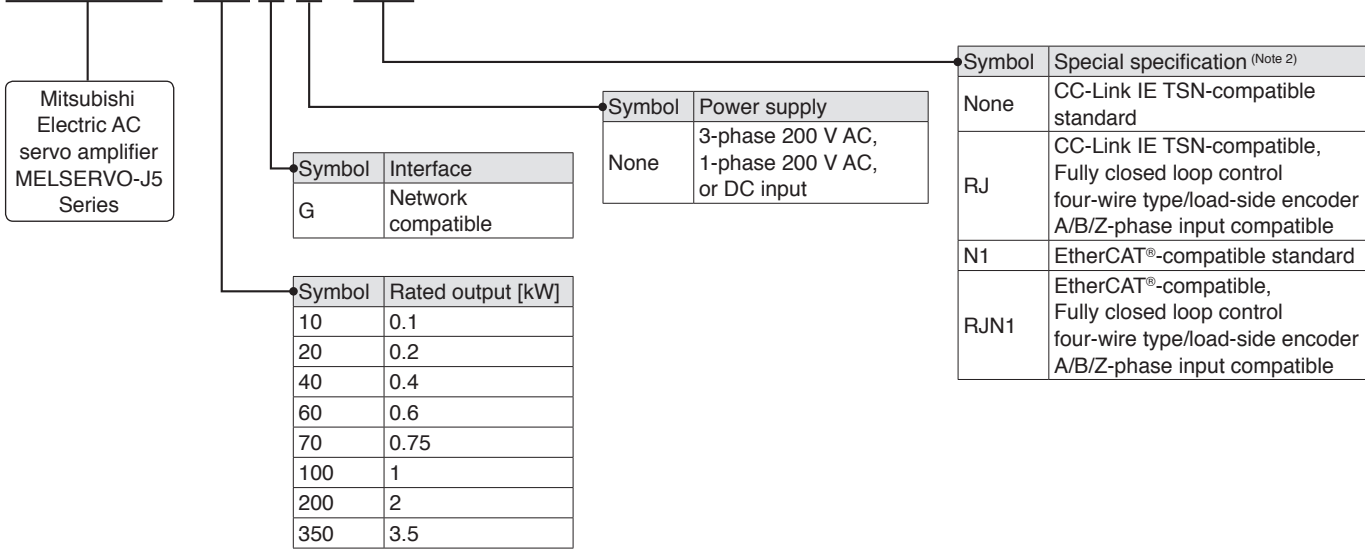 Mitsubishi
Electric AC
servo amplifier
MELSERVO-J5
Series
Symbol Interface
G Network
compatible
Symbol Rated output [kW]
10 0.1
20 0.2
40 0.4
60 0.6
70 0.75
100 1
200 2
350 3.5
Symbol Power supply
None 3-phase 200 V AC,
1-phase 200 V AC,
or DC input
Symbol Special specification (Note 2)
None CC-Link IE TSN-compatible
standard
RJ CC-Link IE TSN-compatible,
Fully closed loop control
four-wire type/load-side encoder
A/B/Z-phase input compatible
N1 EtherCAT®-compatible standard
RJN1 EtherCAT®-compatible,
Fully closed loop control
four-wire type/load-side encoder
A/B/Z-phase input compatible